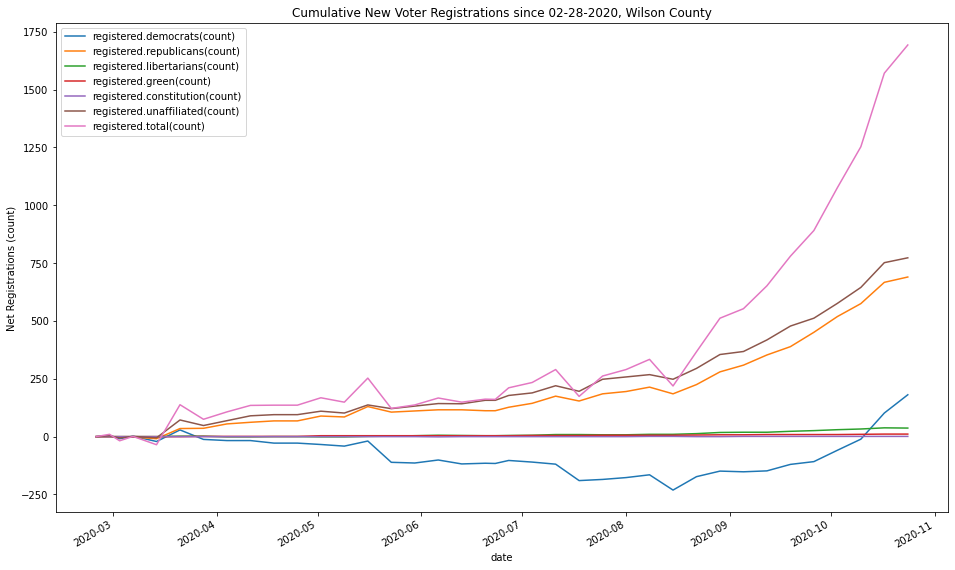 Cumulative New Voter Registrations since 02-28-2020, Wilson County
registered.democrats(count)
registered.republicans(count)
registered.libertarians(count)
registered.green(count)
registered.constitution(count)
registered.unaffiliated(count)
registered.total(count)
Net Registrations (count)
1750
1500
1250
1000
750
500
250
0
−250
2020-03
2020-04
2020-05
2020-06
2020-07
2020-08
2020-09
2020-10
2020-11
date